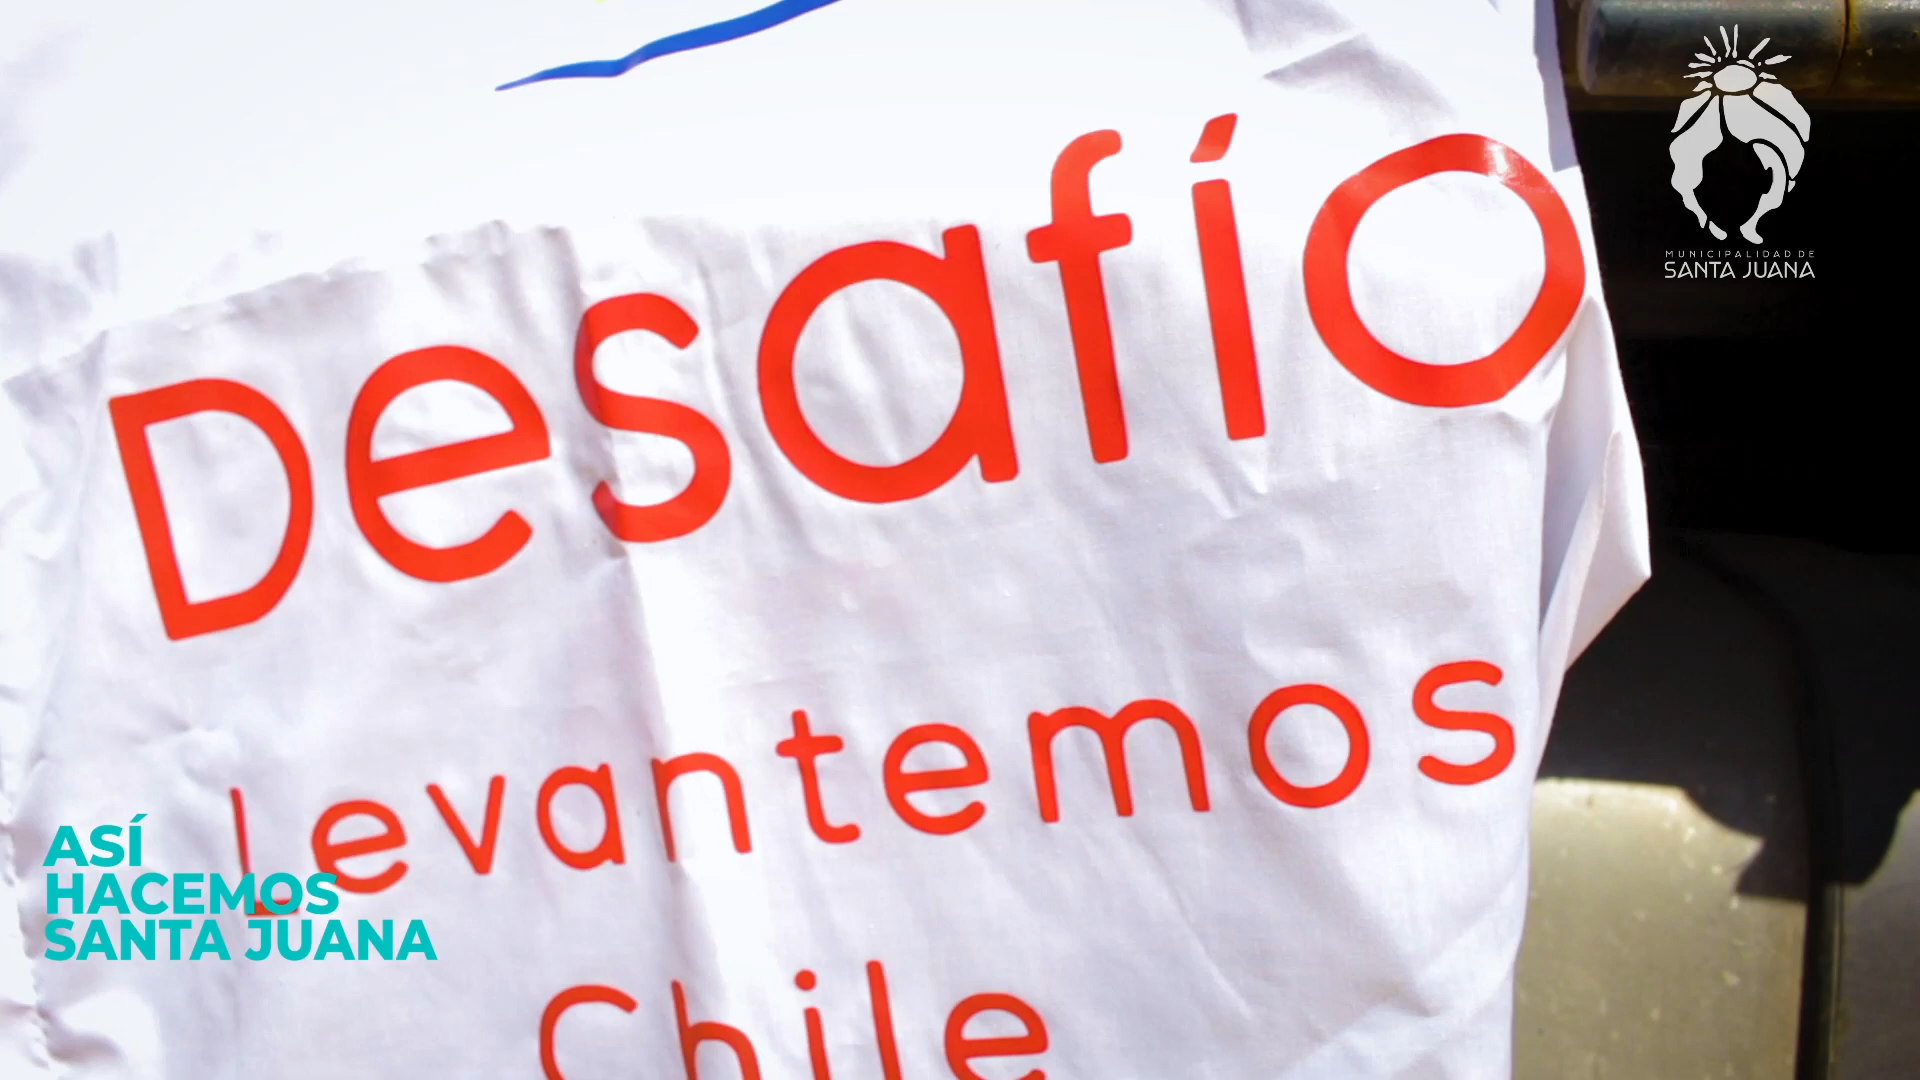 Desafío
Levantemos
Chile
MUNICIPALIDAD DE
SANTA JUANA
ASÍ
HACEMOS
SANTA JUANA